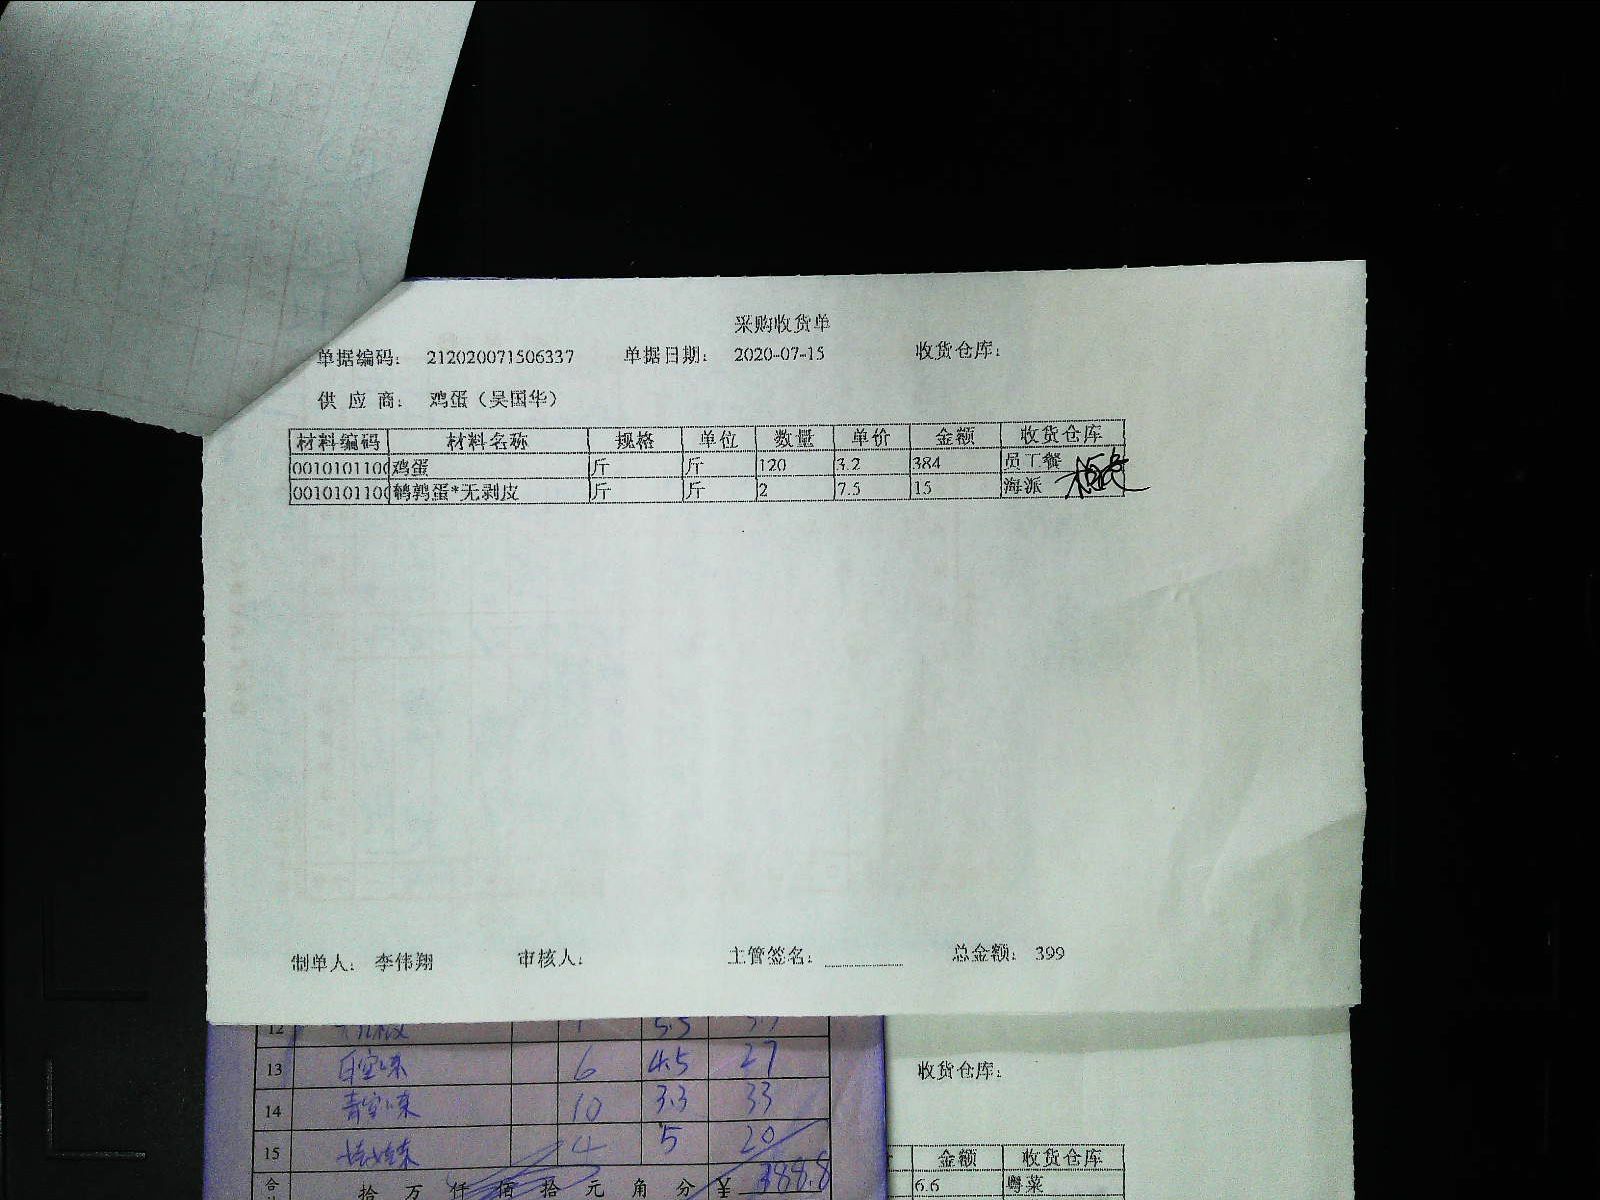 采购收货单
单据编码： 212020071506337 单据日期： 2020-07-15 收货仓库：
供 应 商： 鸡蛋（吴国华）
材料编码 材料名称 规格 单位 数量 单价 金额 收货仓库
0010101100 鸡蛋 斤 斤 120 3.2 384 员工餐
0010101100 鹌鹑蛋*无剥皮 斤 斤 2 7.5 15 海派
制单人： 李伟翔 审核人： 主管签名： 总金额： 399
12 5.5
13 6 4.5 27
14 10 3.3 33
15 4 5 20
拾 万 仟 佰 拾 元 角 分 ¥ 388.8
收货仓库：
金额 收货仓库
6.6 粤菜